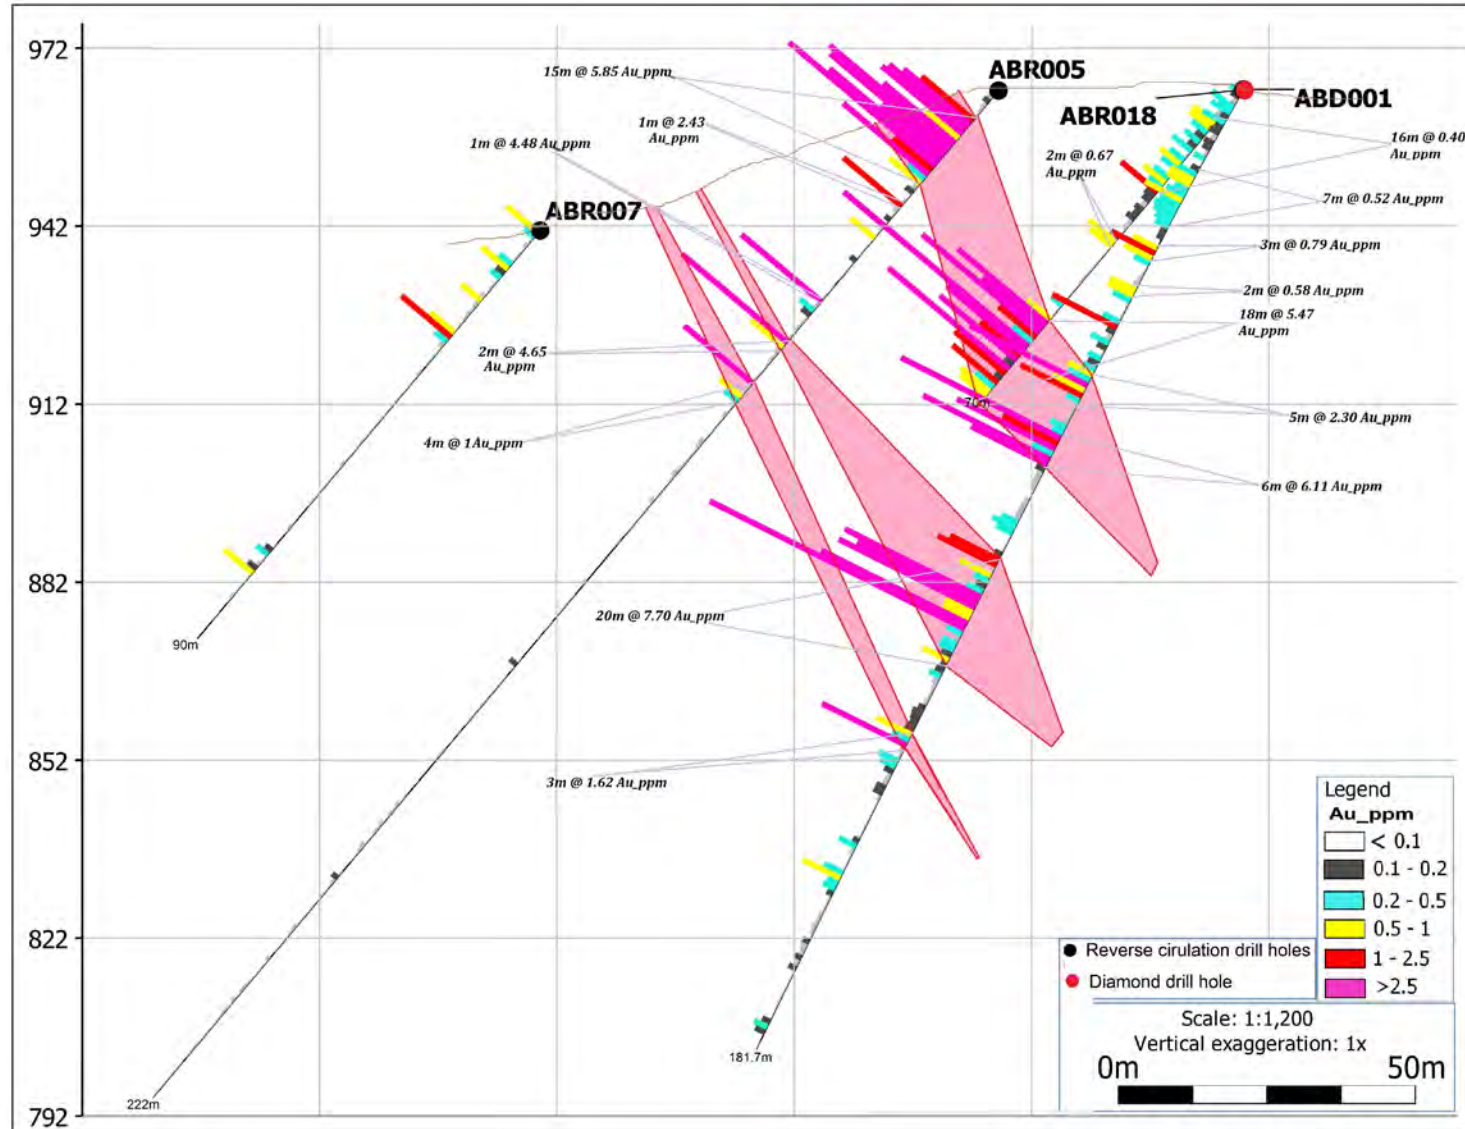 972
942
912
882
852
822
792
ABR005
ABR018
ABD001
ABR007
15m @ 5.85 Au_ppm
1m @ 2.43
Au_ppm
1m @ 4.48 Au_ppm
2m @ 0.67
Au_ppm
16m @ 0.40
Au_ppm
7m @ 0.52 Au_ppm
3m @ 0.79 Au_ppm
2m @ 0.58 Au_ppm
18m @ 5.47
Au_ppm
2m @ 4.65
Au_ppm
70m
5m @ 2.30 Au_ppm
4m @ 1 Au_ppm
6m @ 6.11 Au_ppm
20m @ 7.70 Au_ppm
90m
3m @ 1.62 Au_ppm
181.7m
222m
Legend
Au_ppm
< 0.1
0.1 - 0.2
0.2 - 0.5
0.5 - 1
1 - 2.5
>2.5
Reverse cirulation drill holes
Diamond drill hole
Scale: 1:1,200
Vertical exaggeration: 1x
0m 50m